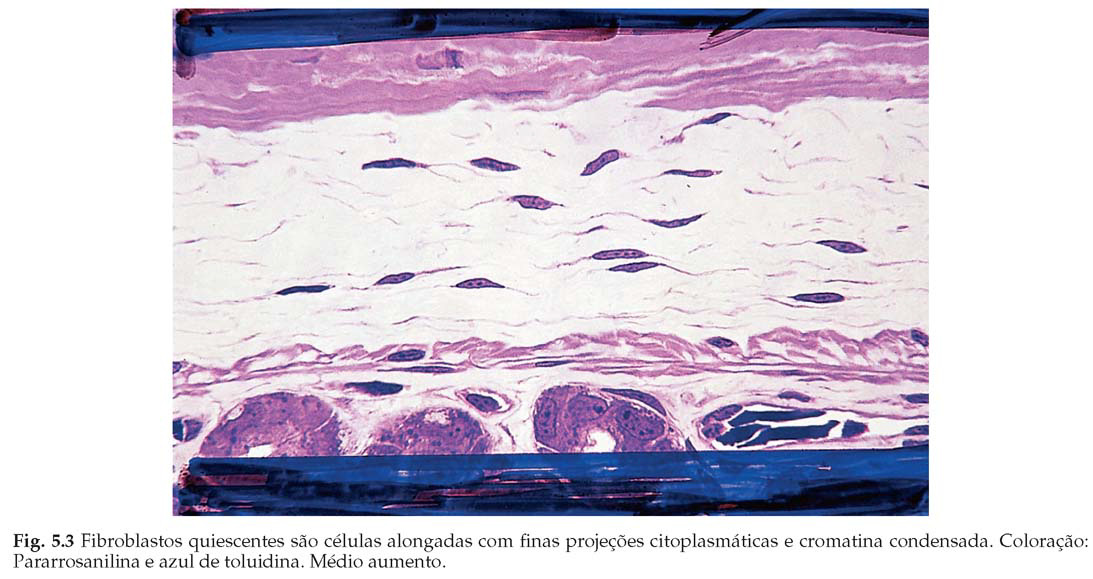 Fig. 5.3 Fibroblastos quiescentes são células alongadas com finas projeções citoplasmáticas e cromatina condensada. Coloração:
Pararrosanilina e azul de toluidina. Médio aumento.